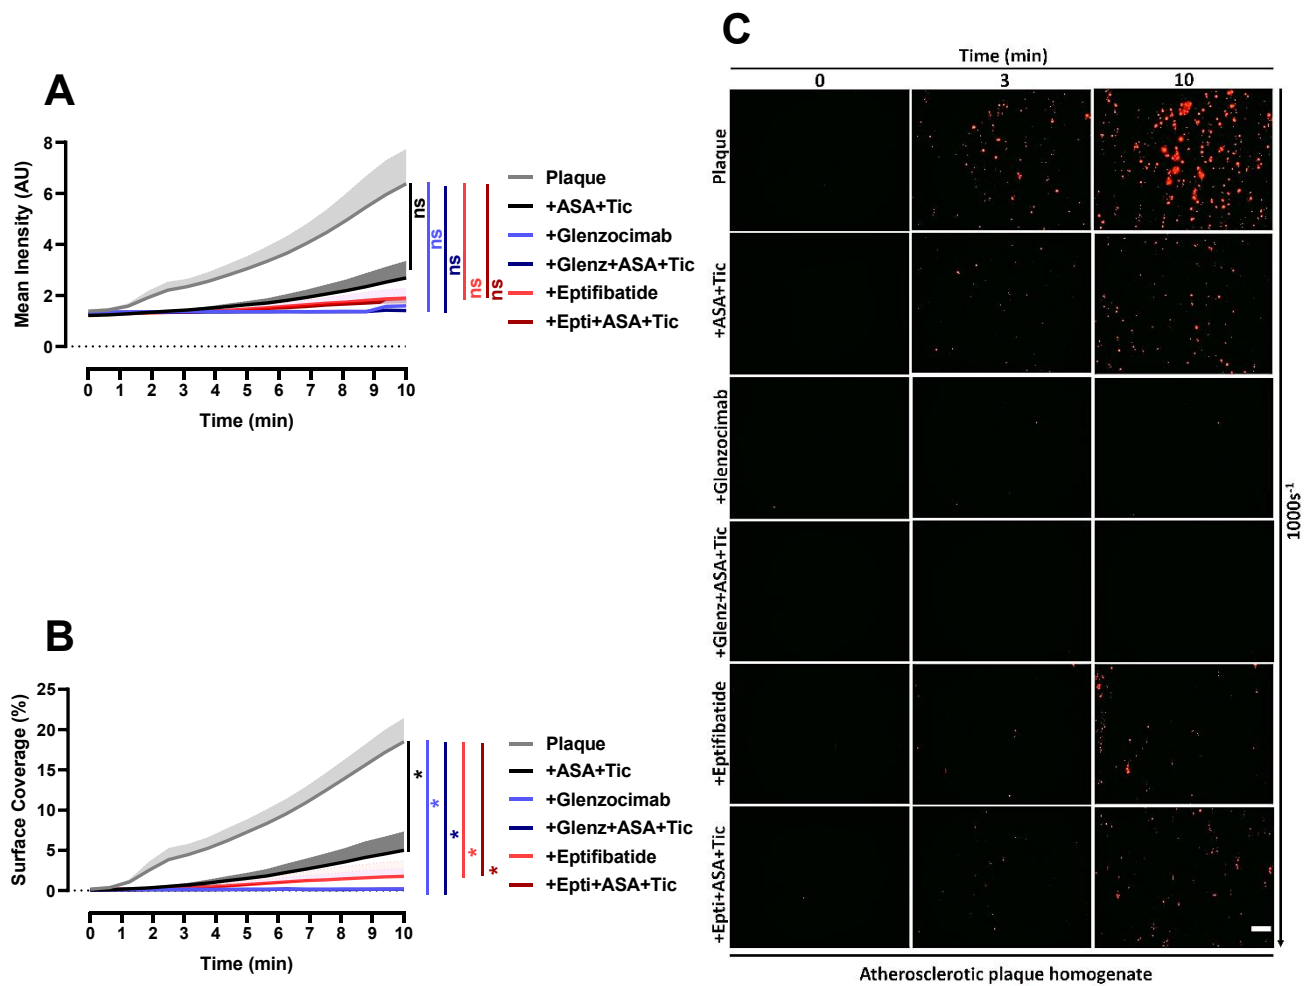 A
Mean Inensity (AU)
8
6
4
2
0
0 1 2 3 4 5 6 7 8 9 10
Time (min)
ns
ns
ns
ns
ns
Plaque
+ASA+Tic
+Glenzocimab
+Glenz+ASA+Tic
+Eptifibatide
+Epti+ASA+Tic
B
Surface Coverage (%)
25
20
15
10
5
0
0 1 2 3 4 5 6 7 8 9 10
Time (min)
*
*
*
*
*
Plaque
+ASA+Tic
+Glenzocimab
+Glenz+ASA+Tic
+Eptifibatide
+Epti+ASA+Tic
C
Time (min)
0 3 10
Plaque
+ASA+Tic
+Glenzocimab
+Glenz+ASA+Tic
+Eptifibatide
+Epti+ASA+Tic
1000s⁻¹
Atherosclerotic plaque homogenate